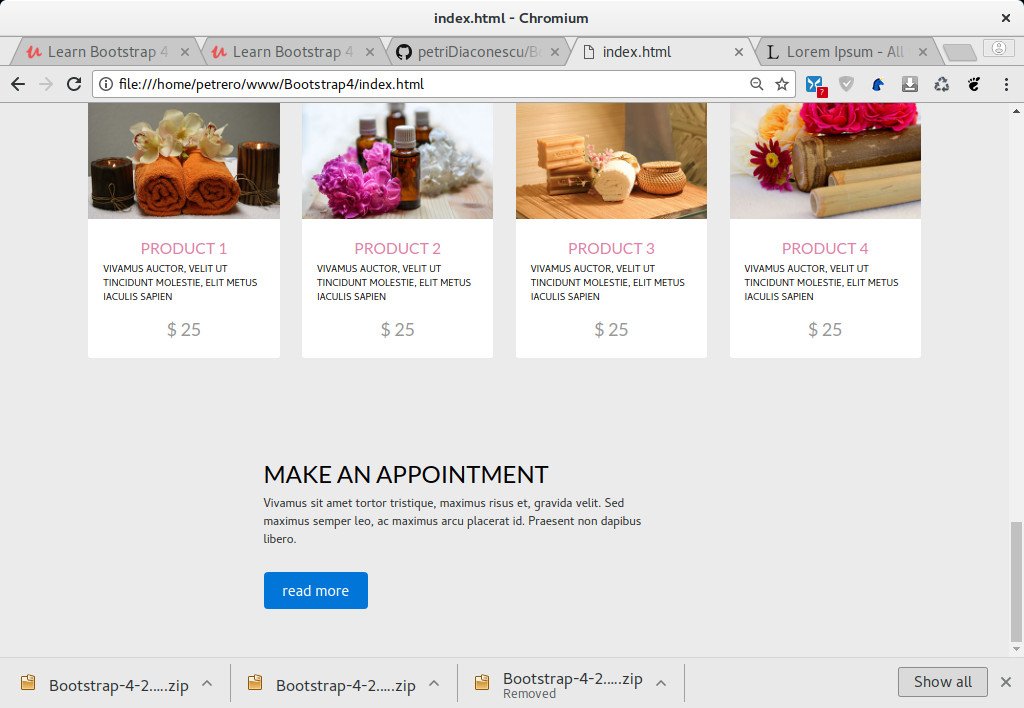 index.html - Chromium
Learn Bootstrap 4
Learn Bootstrap 4
petriDiaconescu/Bo
index.html
Lorem Ipsum - All
file:///home/petrero/www/Bootstrap4/index.html
?
PRODUCT 1
VIVAMUS AUCTOR, VELIT UT
TINCIDUNT MOLESTIE, ELIT METUS
IACULIS SAPIEN
$ 25
PRODUCT 2
VIVAMUS AUCTOR, VELIT UT
TINCIDUNT MOLESTIE, ELIT METUS
IACULIS SAPIEN
$ 25
PRODUCT 3
VIVAMUS AUCTOR, VELIT UT
TINCIDUNT MOLESTIE, ELIT METUS
IACULIS SAPIEN
$ 25
PRODUCT 4
VIVAMUS AUCTOR, VELIT UT
TINCIDUNT MOLESTIE, ELIT METUS
IACULIS SAPIEN
$ 25
MAKE AN APPOINTMENT
Vivamus sit amet tortor tristique, maximus risus et, gravida velit. Sed
maximus semper leo, ac maximus arcu placerat id. Praesent non dapibus
libero.
read more
Bootstrap-4-2.....zip
Bootstrap-4-2.....zip
Bootstrap-4-2.....zip
Removed
Show all